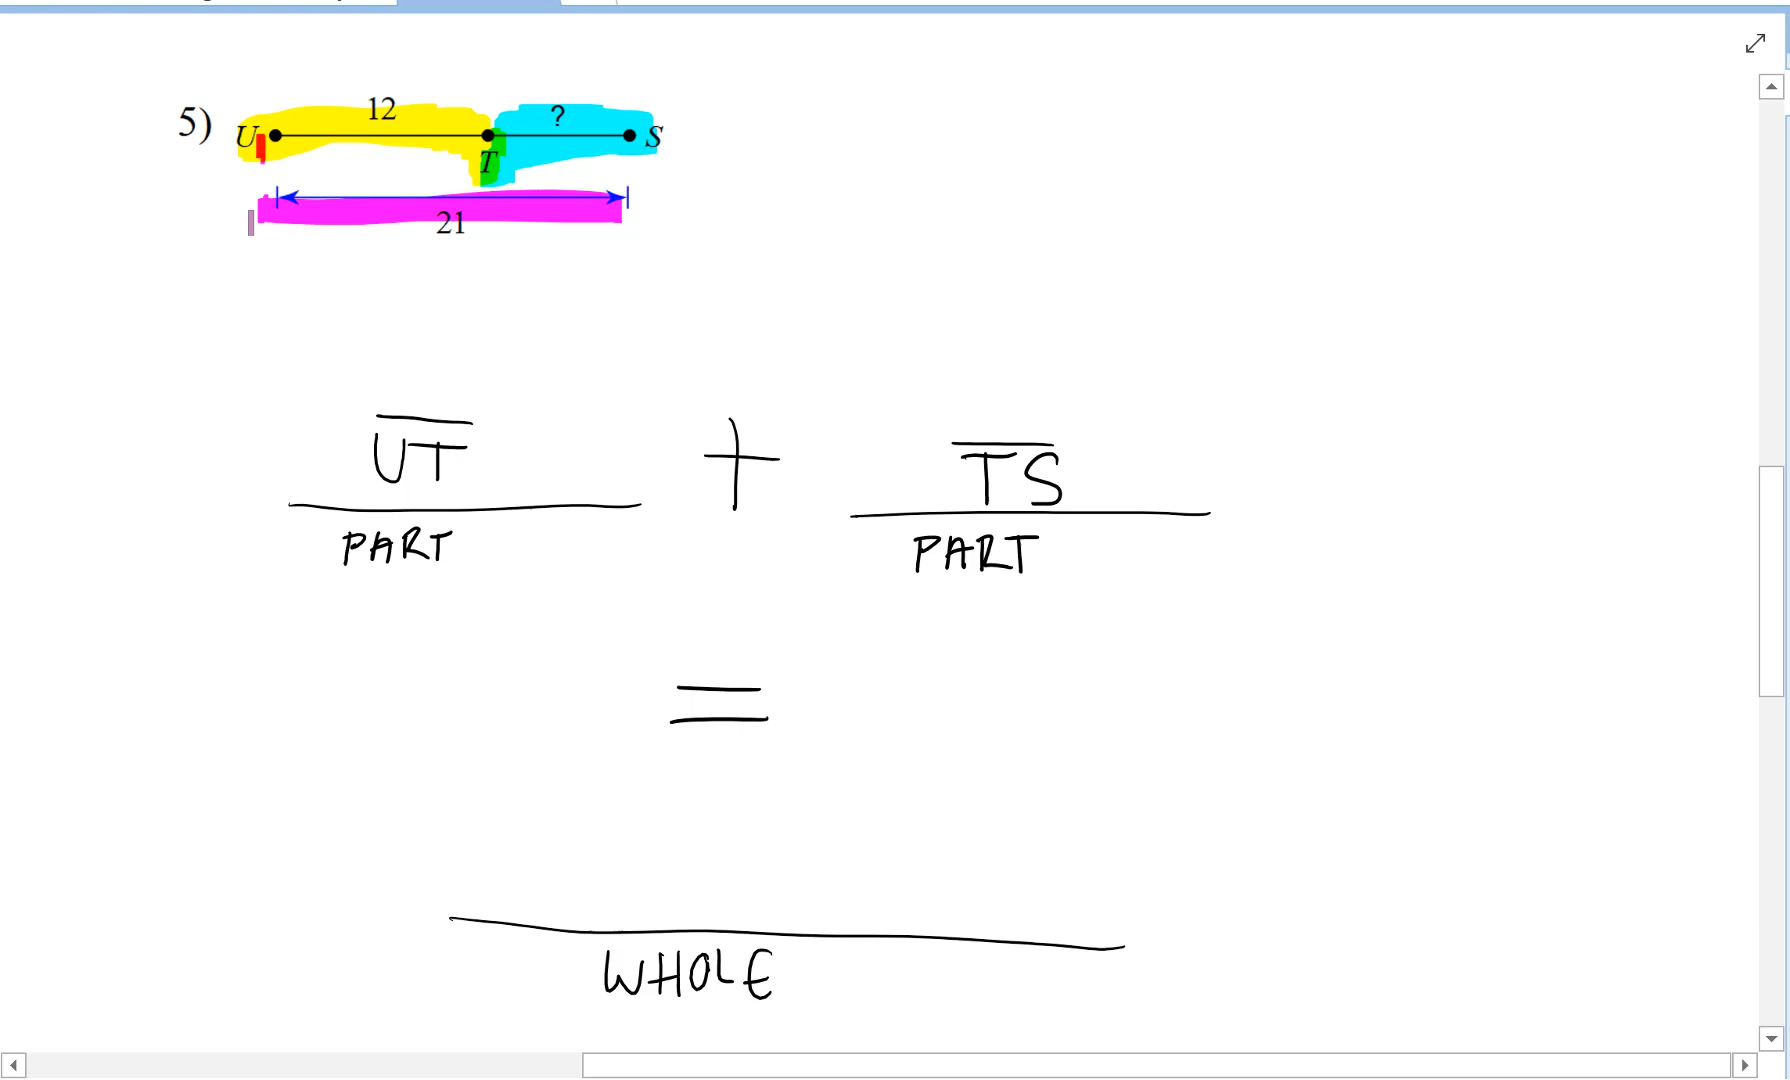 5) U 12 T ? S
21
UT + TS
PART PART
=
WHOLE